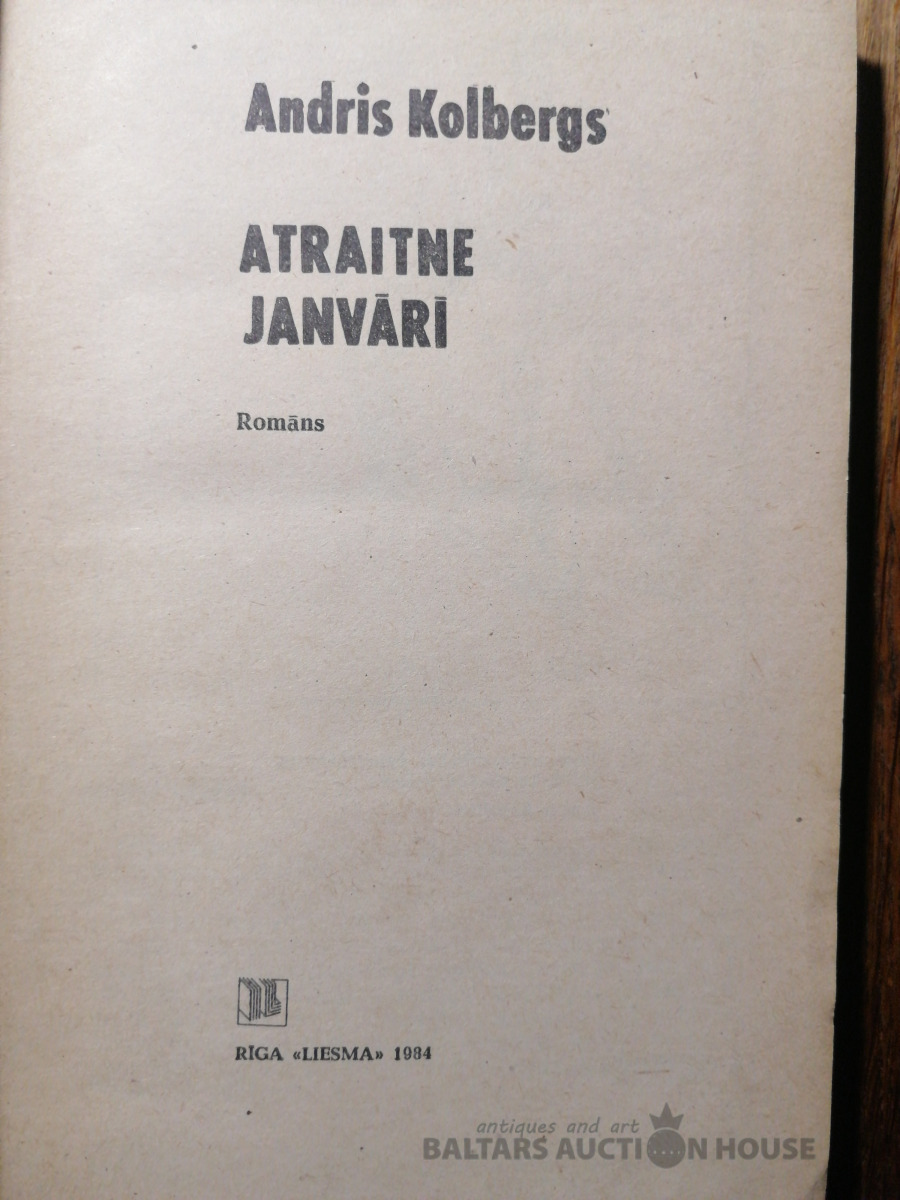 Andris Kolbergs
ATRAITNE
JANVĀRĪ
Romāns
RĪGA «LIESMA» 1984
antiques and art
BALTARS AUCTION HOUSE